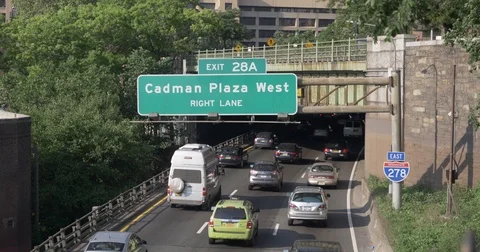 EXIT 28A
Cadman Plaza West
RIGHT LANE
EAST
278